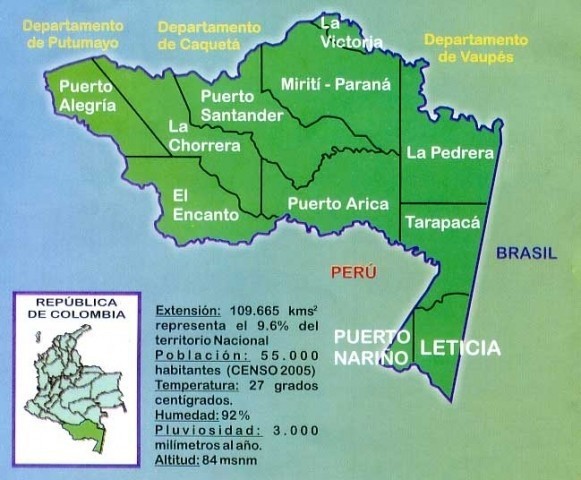 Departamento
de Putumayo
Departamento
de Caquetá
La
Victoria
Departamento
de Vaupés
Puerto
Alegría
Puerto
Santander
Mirití - Paraná
La
Chorrera
La Pedrera
El
Encanto
Puerto Arica
Tarapacá
PERÚ
BRASIL
PUERTO
NARIÑO
LETICIA
REPÚBLICA
DE COLOMBIA
Extensión: 109.665 kms²
representa el 9.6% del
territorio Nacional
Población: 55.000
habitantes (CENSO 2005)
Temperatura: 27 grados
centígrados.
Humedad: 92%
Pluviosidad: 3.000
milímetros al año.
Altitud: 84 msnm